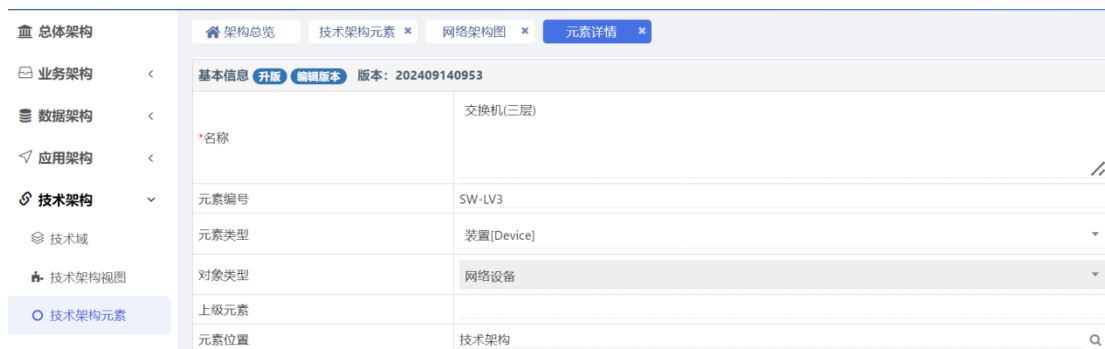 总体架构
业务架构
数据架构
应用架构
技术架构
技术域
技术架构视图
技术架构元素
架构总览 技术架构元素 × 网络架构图 × 元素详情 ×
基本信息 升版 编辑版本 版本：202409140953
*名称 交换机(三层)
元素编号 SW-LV3
元素类型 装置[Device]
对象类型 网络设备
上级元素
元素位置 技术架构